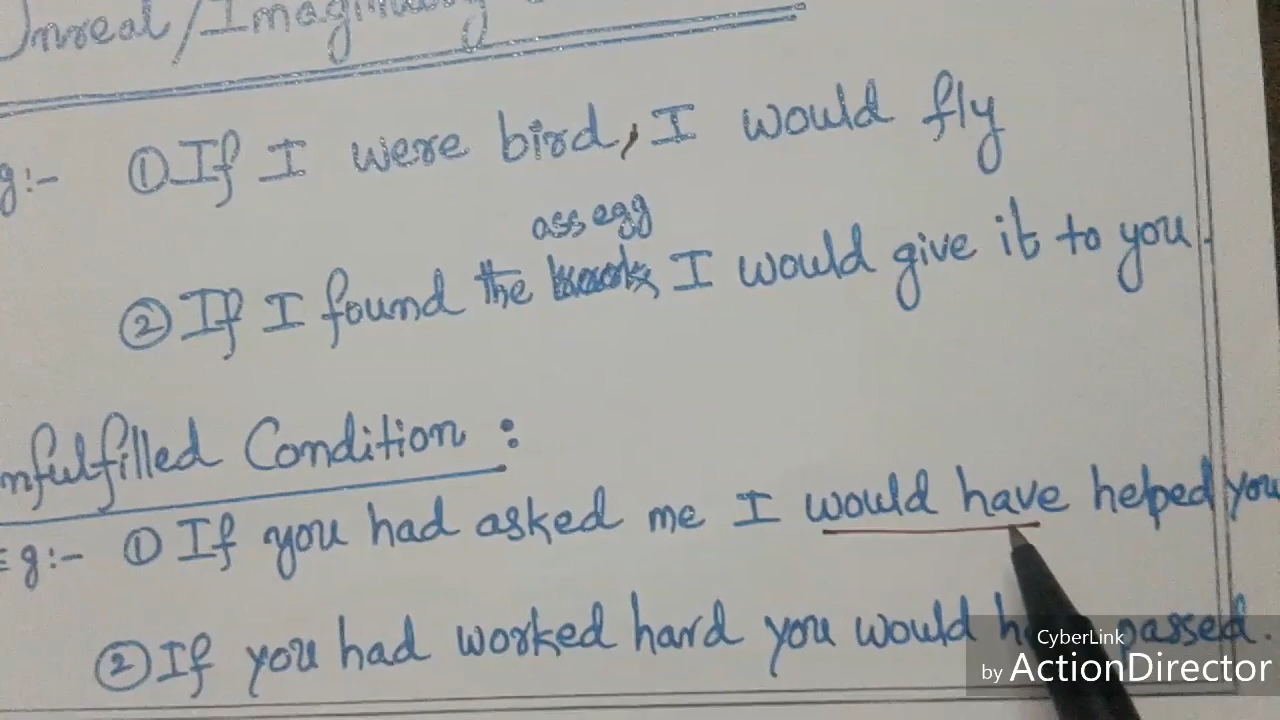 Unreal/Imaginary
g:- ① If I were bird, I would fly
ass egg
② If I found the I would give it to you.
nfulfilled Condition :
Eg:- ① If you had asked me I would have helped you
② If you had worked hard you would passed.
CyberLink
by ActionDirector